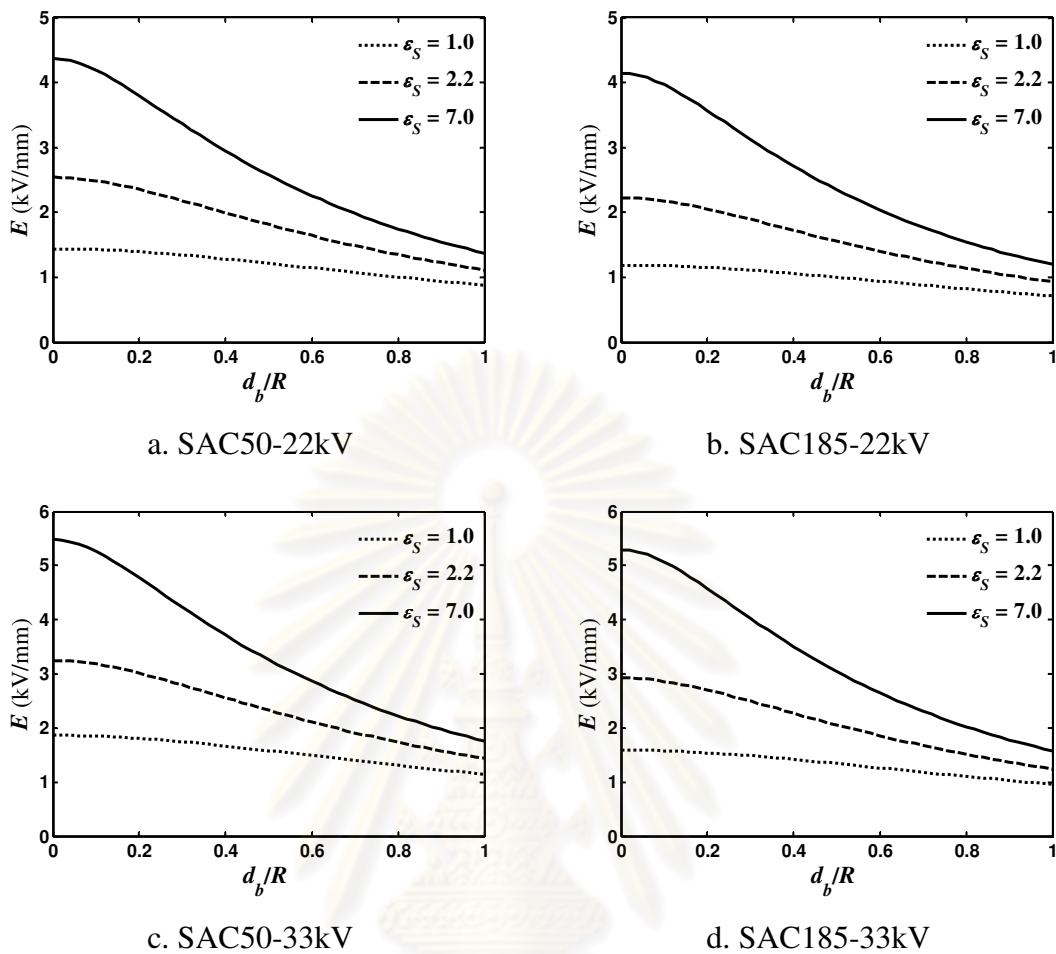 5
4
3
2
1
0
E (kV/mm)
0 0.2 0.4 0.6 0.8 1
d_b/R
ε_S = 1.0
ε_S = 2.2
ε_S = 7.0
a. SAC50-22kV
5
4
3
2
1
0
E (kV/mm)
0 0.2 0.4 0.6 0.8 1
d_b/R
ε_S = 1.0
ε_S = 2.2
ε_S = 7.0
b. SAC185-22kV
6
5
4
3
2
1
0
E (kV/mm)
0 0.2 0.4 0.6 0.8 1
d_b/R
ε_S = 1.0
ε_S = 2.2
ε_S = 7.0
c. SAC50-33kV
6
5
4
3
2
1
0
E (kV/mm)
0 0.2 0.4 0.6 0.8 1
d_b/R
ε_S = 1.0
ε_S = 2.2
ε_S = 7.0
d. SAC185-33kV